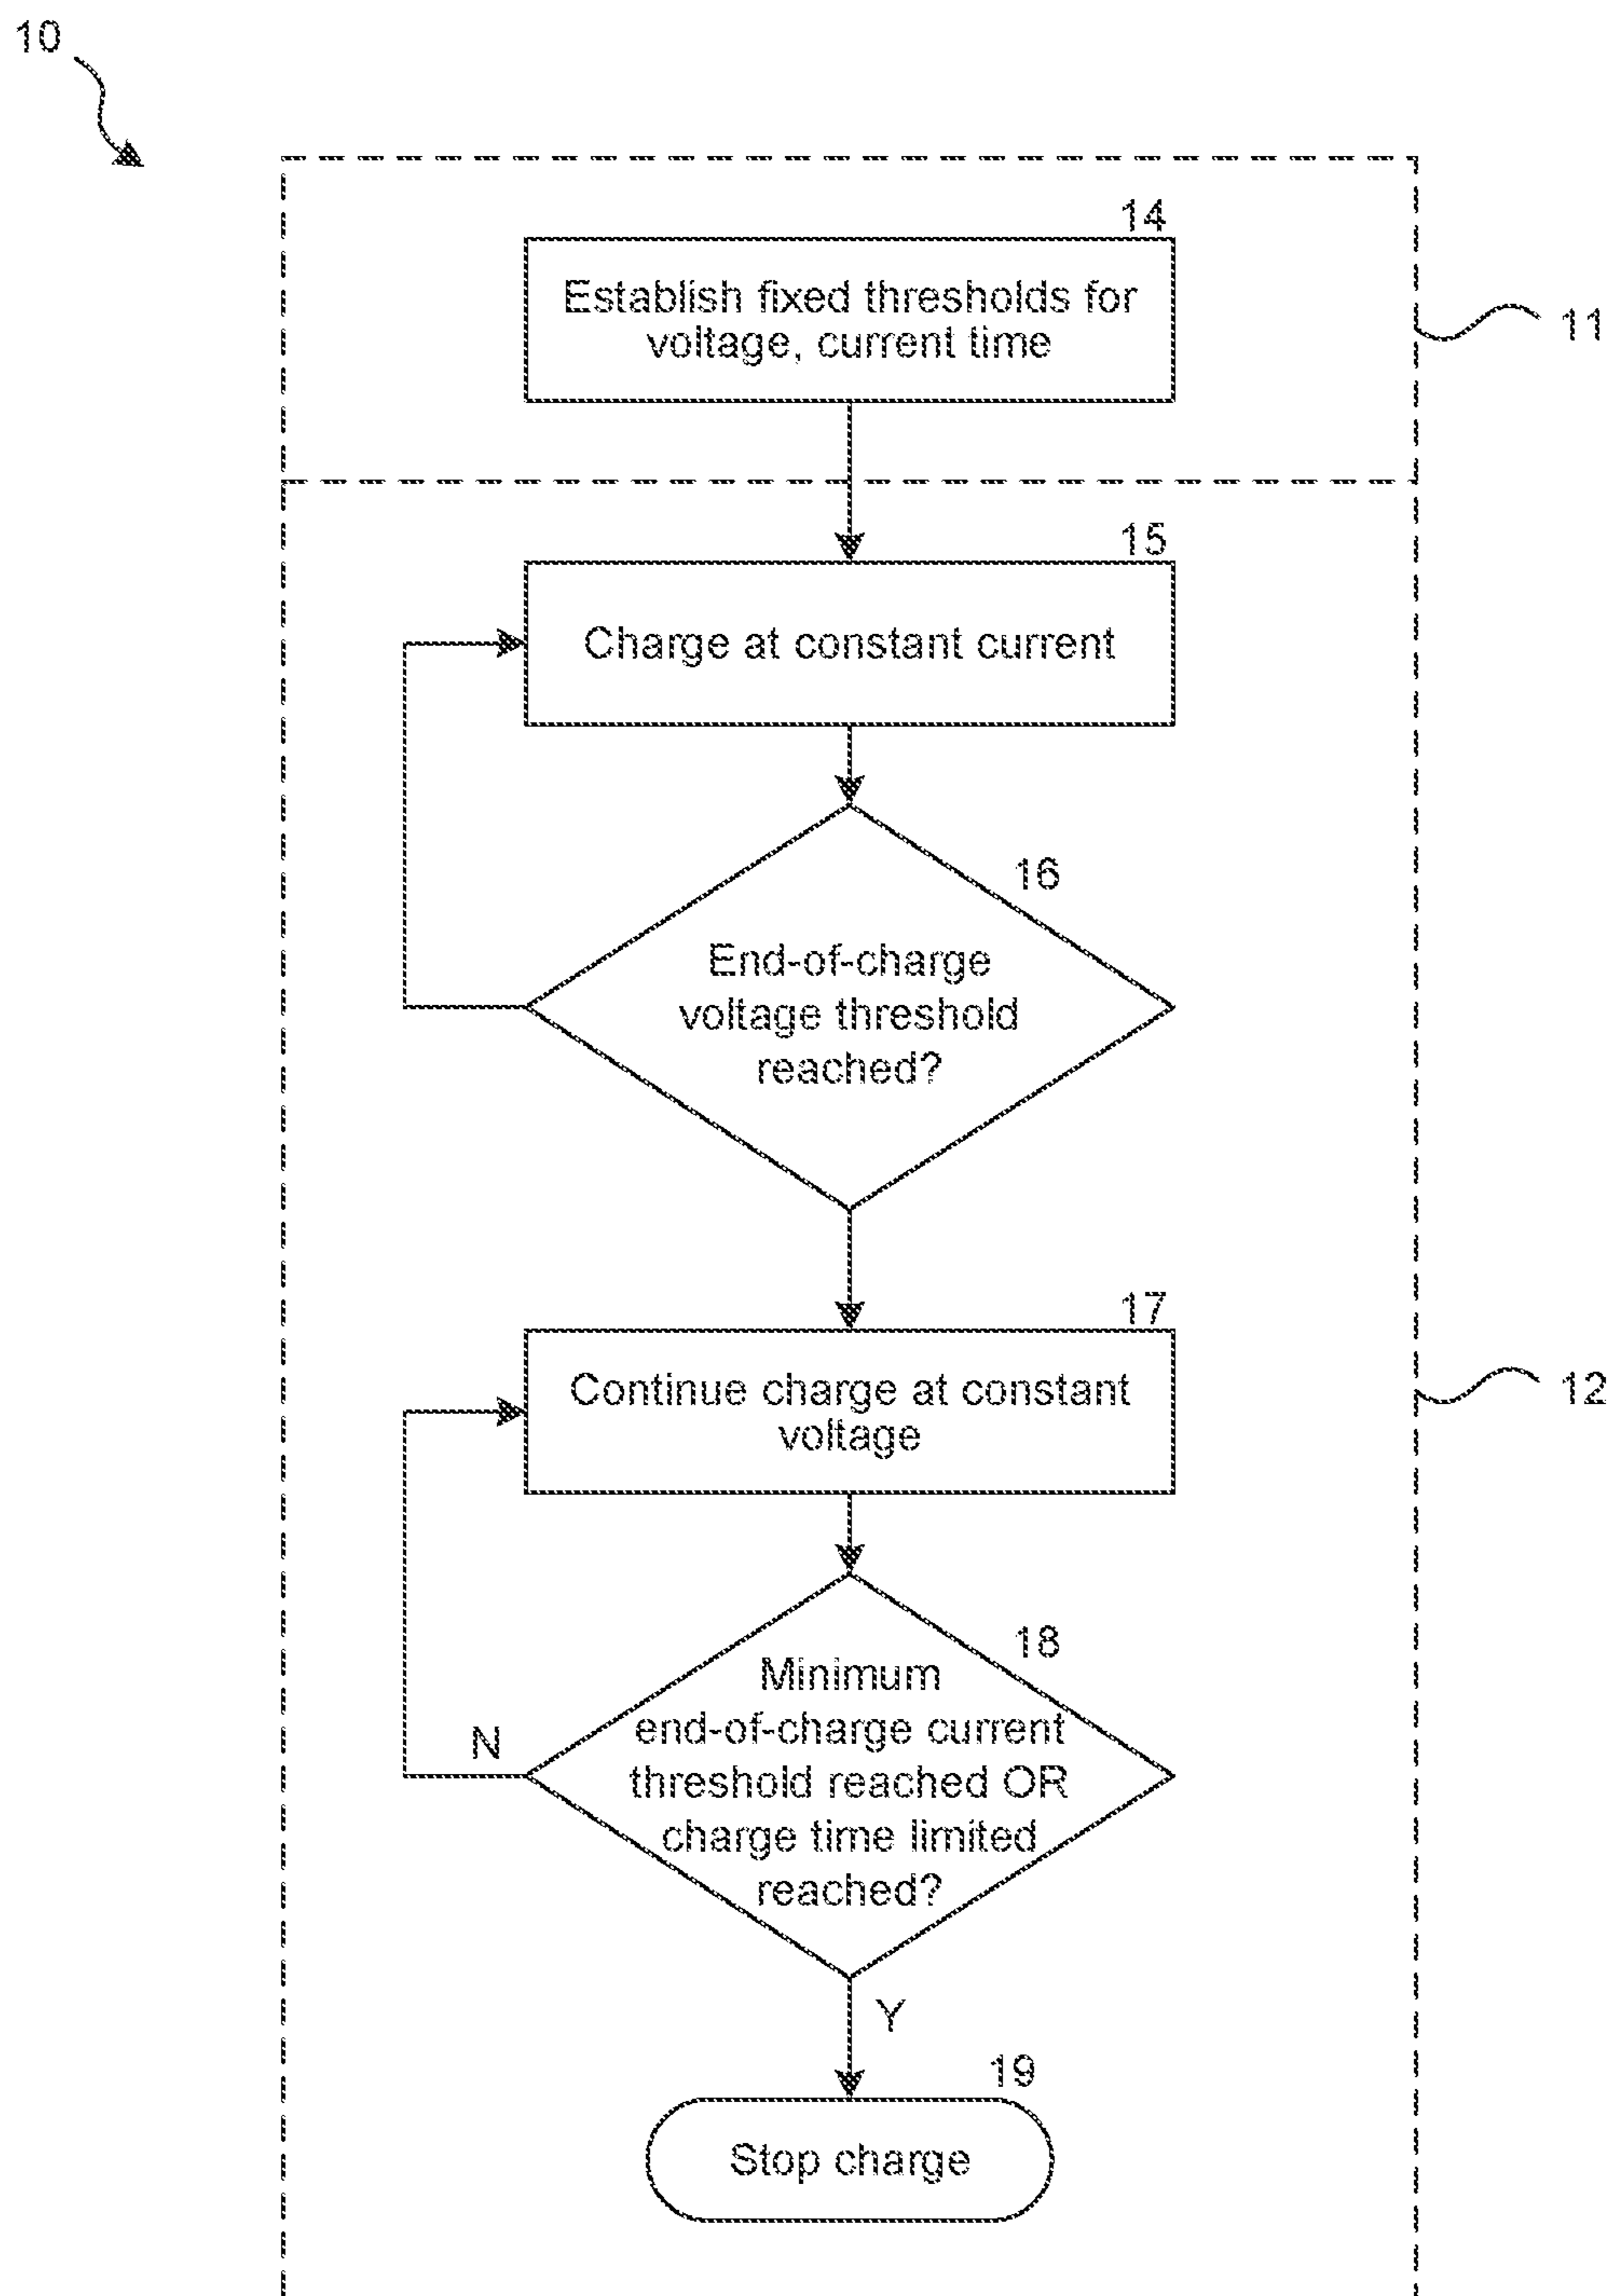 10
14
Establish fixed thresholds for
voltage, current time
11
15
Charge at constant current
16
End-of-charge
voltage threshold
reached?
17
Continue charge at constant
voltage
12
18
Minimum
end-of-charge current
threshold reached OR
charge time limited
reached?
N
Y
19
Stop charge